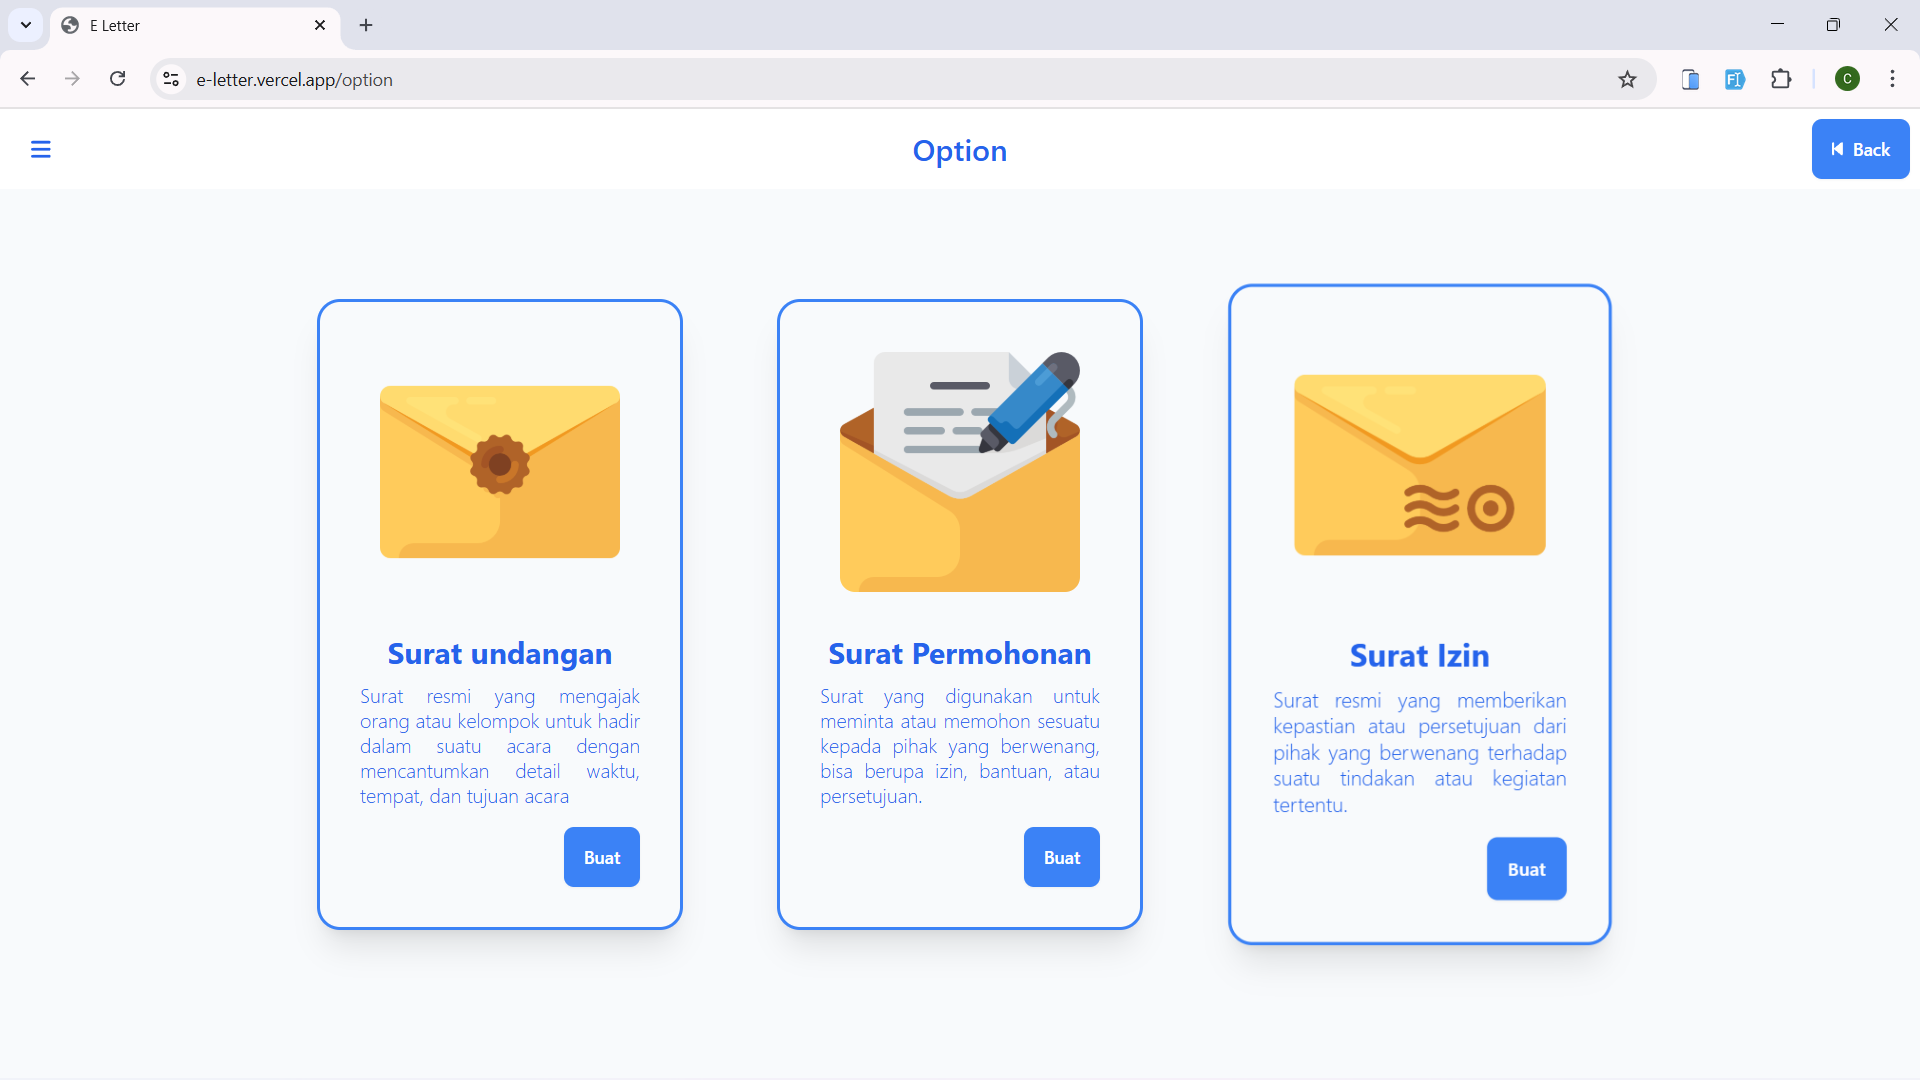 E Letter
e-letter.vercel.app/option
C
Option
Back
Surat undangan
Surat resmi yang mengajak
orang atau kelompok untuk hadir
dalam suatu acara dengan
mencantumkan detail waktu,
tempat, dan tujuan acara
Buat
Surat Permohonan
Surat yang digunakan untuk
meminta atau memohon sesuatu
kepada pihak yang berwenang,
bisa berupa izin, bantuan, atau
persetujuan.
Buat
Surat Izin
Surat resmi yang memberikan
kepastian atau persetujuan dari
pihak yang berwenang terhadap
suatu tindakan atau kegiatan
tertentu.
Buat